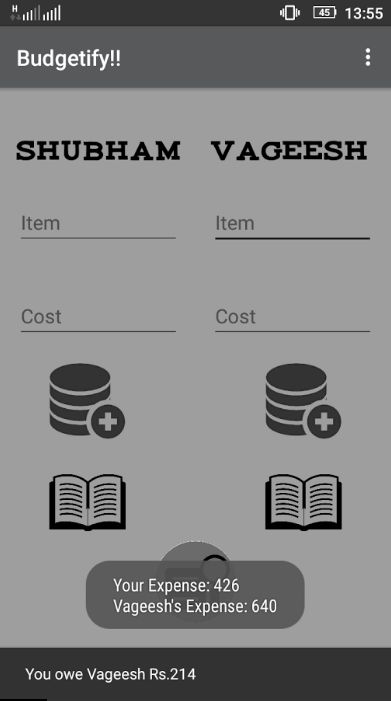 H 45 13:55
Budgetify!!
SHUBHAM VAGEESH
Item Item
Cost Cost
Your Expense: 426
Vageesh's Expense: 640
You owe Vageesh Rs.214